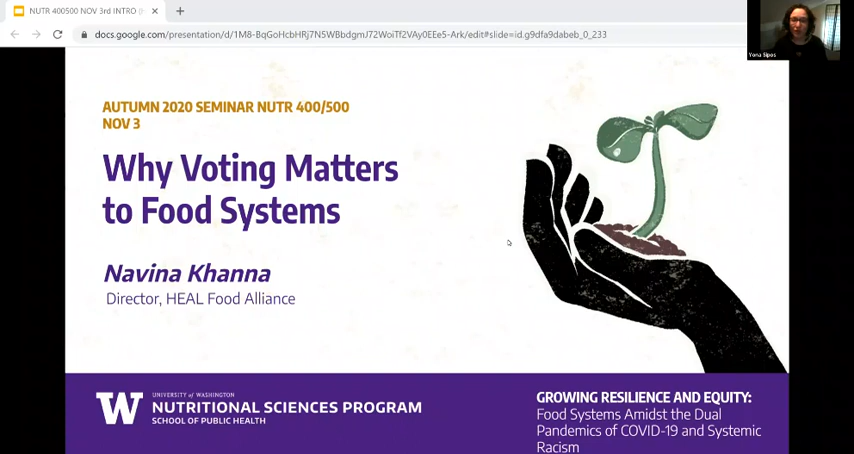 NUTR 400500 NOV 3rd INTRO (
docs.google.com/presentation/d/1M8-BqGoHcbHRj7N5WBbdgmJ72WoiTf2VAy0EEe5-Ark/edit#slide=id.g9dfa9dabeb_0_233
Yona Sipos
AUTUMN 2020 SEMINAR NUTR 400/500
NOV 3
Why Voting Matters
to Food Systems
Navina Khanna
Director, HEAL Food Alliance
W
UNIVERSITY of WASHINGTON
NUTRITIONAL SCIENCES PROGRAM
SCHOOL OF PUBLIC HEALTH
GROWING RESILIENCE AND EQUITY:
Food Systems Amidst the Dual
Pandemics of COVID-19 and Systemic
Racism